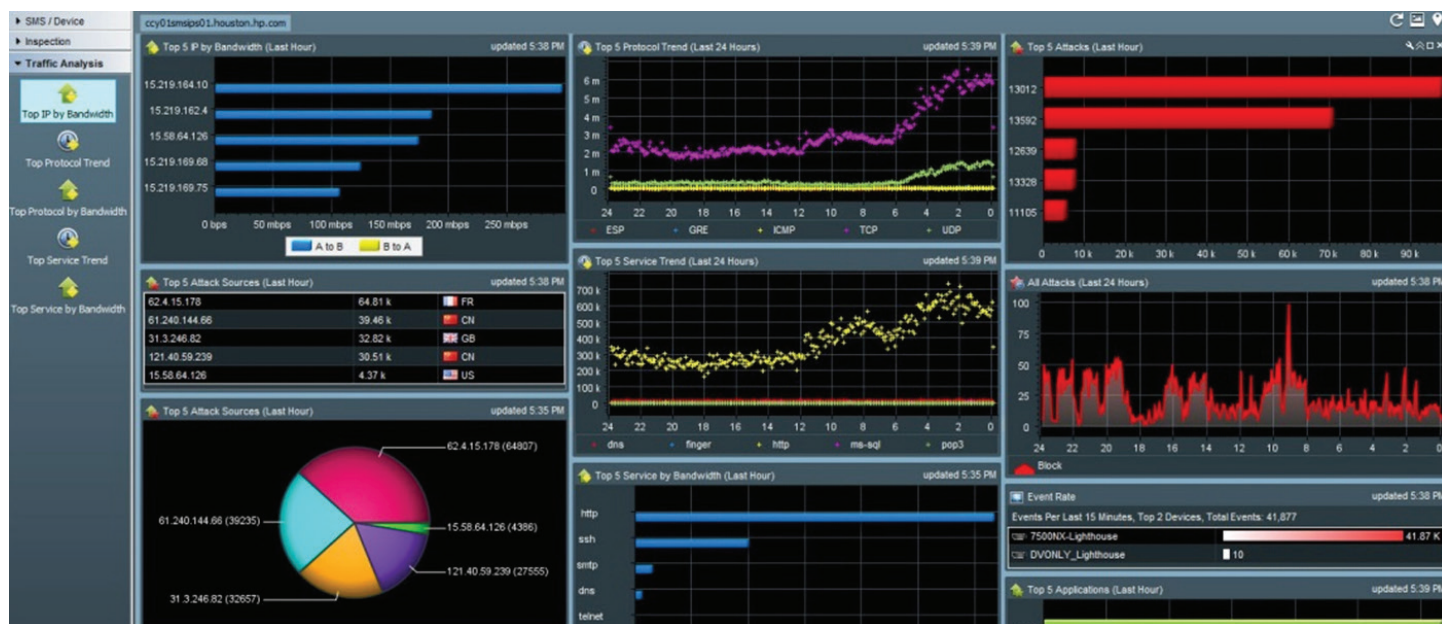 SMS / Device
Inspection
Traffic Analysis
Top IP by Bandwidth
Top Protocol Trend
Top Protocol by Bandwidth
Top Service Trend
Top Service by Bandwidth
ccy01smsips01.houston.hp.com
Top 5 IP by Bandwidth (Last Hour) updated 5:38 PM
15.219.164.10
15.219.162.4
15.58.64.126
15.219.169.68
15.219.169.75
0 bps 50 mbps 100 mbps 150 mbps 200 mbps 250 mbps
A to B B to A
Top 5 Attack Sources (Last Hour) updated 5:38 PM
62.4.15.178 64.81 k FR
61.240.144.66 39.46 k CN
31.3.246.82 32.82 k GB
121.40.59.239 30.51 k CN
15.58.64.126 4.37 k US
Top 5 Attack Sources (Last Hour) updated 5:35 PM
62.4.15.178 (64807)
61.240.144.66 (39235)
15.58.64.126 (4386)
121.40.59.239 (27555)
31.3.246.82 (32657)
Top 5 Protocol Trend (Last 24 Hours) updated 5:39 PM
6 m
5 m
4 m
3 m
2 m
1 m
0
24 22 20 18 16 14 12 10 8 6 4 2 0
ESP GRE ICMP TCP UDP
Top 5 Service Trend (Last 24 Hours) updated 5:39 PM
700 k
600 k
500 k
400 k
300 k
200 k
100 k
0
24 22 20 18 16 14 12 10 8 6 4 2 0
dns finger http ms-sql pop3
Top 5 Service by Bandwidth (Last Hour) updated 5:35 PM
http
ssh
smtp
dns
telnet
Top 5 Attacks (Last Hour)
13012
13592
12639
13328
11105
0 10 k 20 k 30 k 40 k 50 k 60 k 70 k 80 k 90 k
All Attacks (Last 24 Hours) updated 5:38 PM
100
75
50
25
0
24 22 20 18 16 14 12 10 8 6 4 2 0
Block
Event Rate updated 5:38 PM
Events Per Last 15 Minutes, Top 2 Devices, Total Events: 41,877
7500NX-Lighthouse 41.87 K
DVONLY_Lighthouse 10
Top 5 Applications (Last Hour) updated 5:39 PM